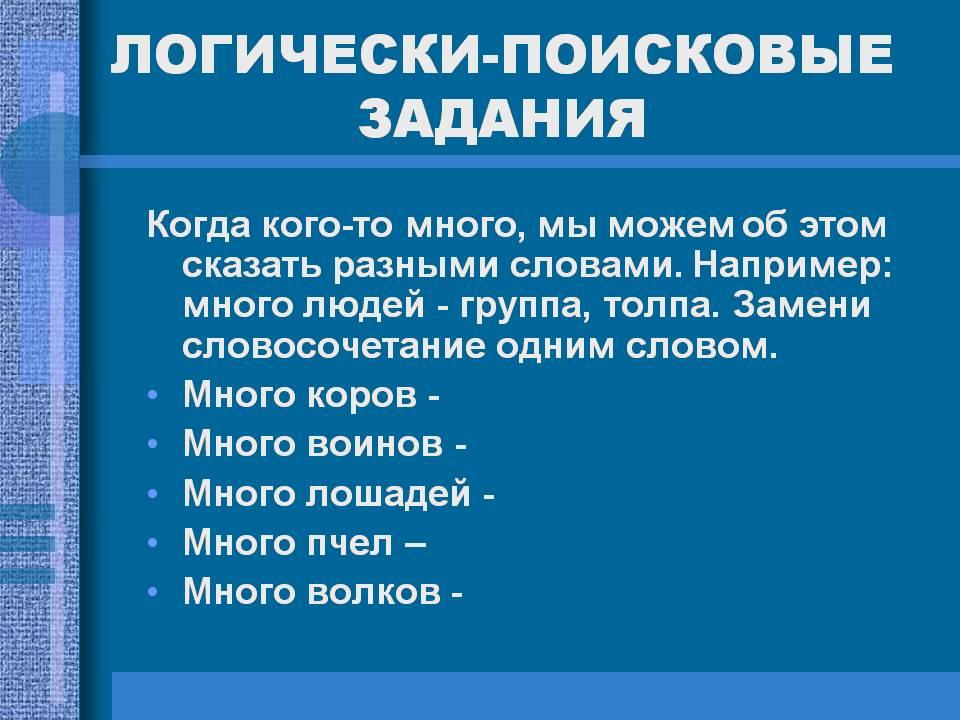 ЛОГИЧЕСКИ-ПОИСКОВЫЕ
ЗАДАНИЯ
Когда кого-то много, мы можем об этом
сказать разными словами. Например:
много людей - группа, толпа. Замени
словосочетание одним словом.
• Много коров -
• Много воинов -
• Много лошадей -
• Много пчел –
• Много волков -